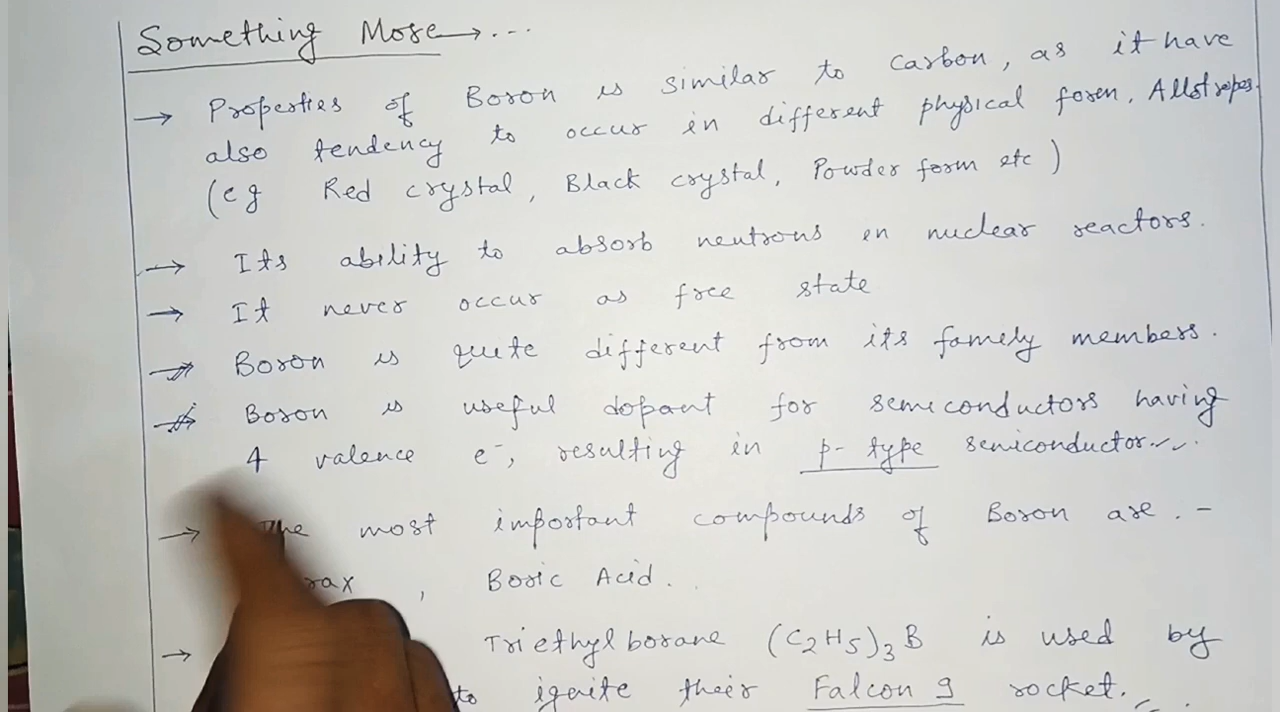 Something More → ...
→ Properties of Boron is similar to carbon, as it have
also tendency to occur in different physical form. Allotropes.
(eg Red crystal, Black crystal, Powder form etc)
→ Its ability to absorb neutrons in nuclear reactors.
→ It never occur as free state
→ Boron is quite different from its famely members.
→ Boron is useful dopant for semiconductors having
4 valence e⁻, resulting in p-type semiconductor.
→ The most important compounds of Boron are. -
rax, Boric Acid.
→ Triethylborane (C2H5)3B is used by
to ignite their Falcon 9 rocket.